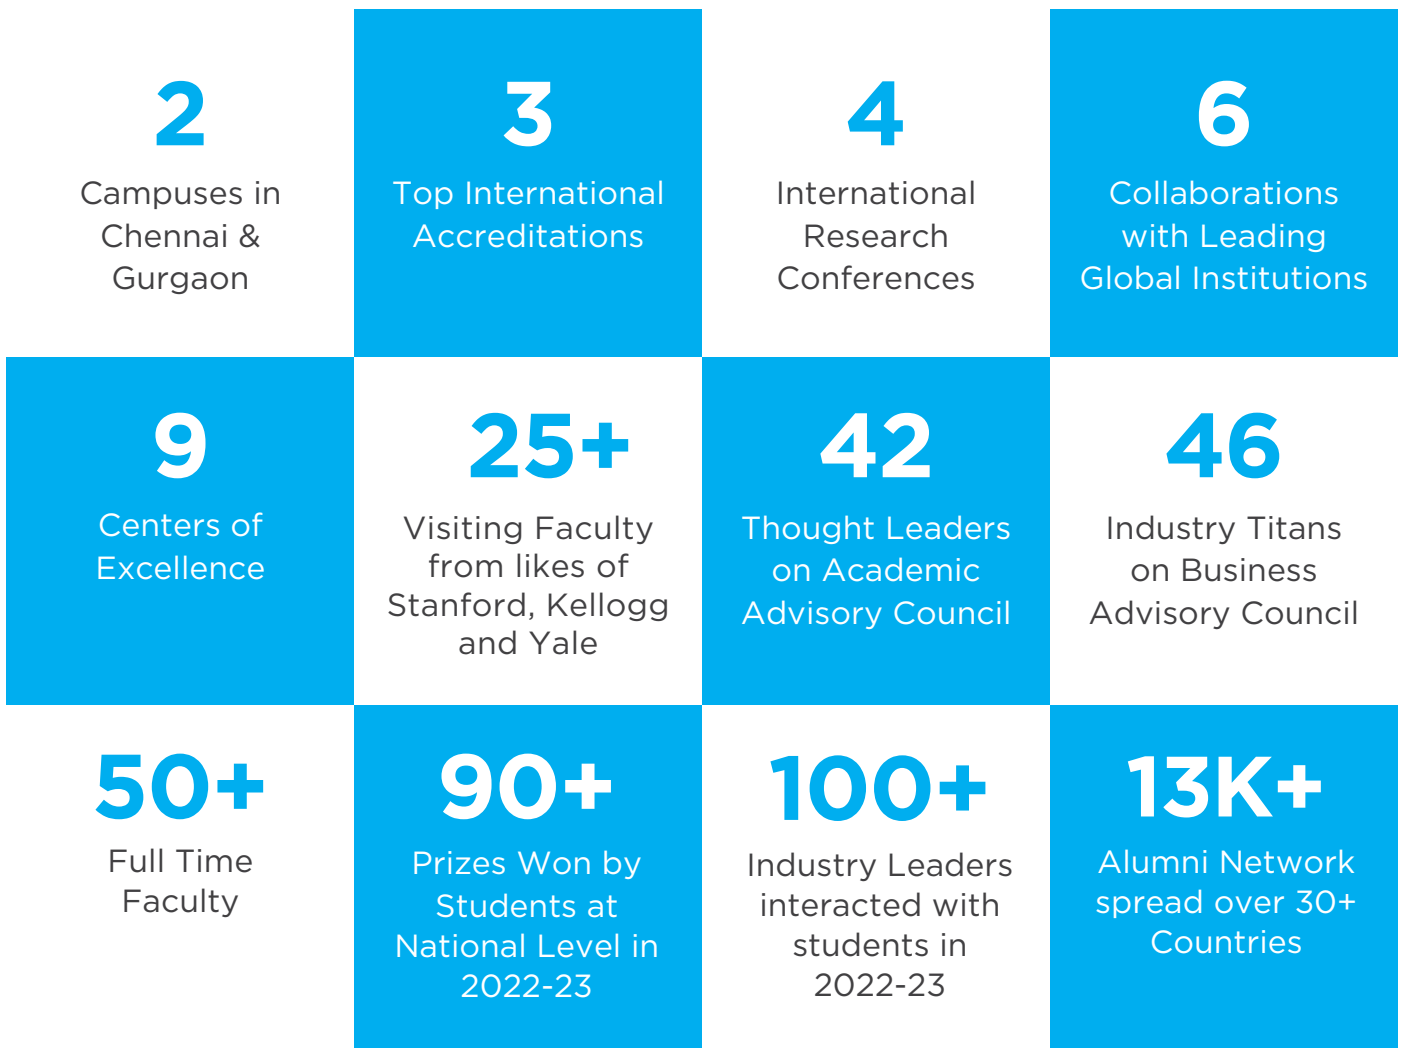 2
Campuses in
Chennai &
Gurgaon
3
Top International
Accreditations
4
International
Research
Conferences
6
Collaborations
with Leading
Global Institutions
9
Centers of
Excellence
25+
Visiting Faculty
from likes of
Stanford, Kellogg
and Yale
42
Thought Leaders
on Academic
Advisory Council
46
Industry Titans
on Business
Advisory Council
50+
Full Time
Faculty
90+
Prizes Won by
Students at
National Level in
2022-23
100+
Industry Leaders
interacted with
students in
2022-23
13K+
Alumni Network
spread over 30+
Countries